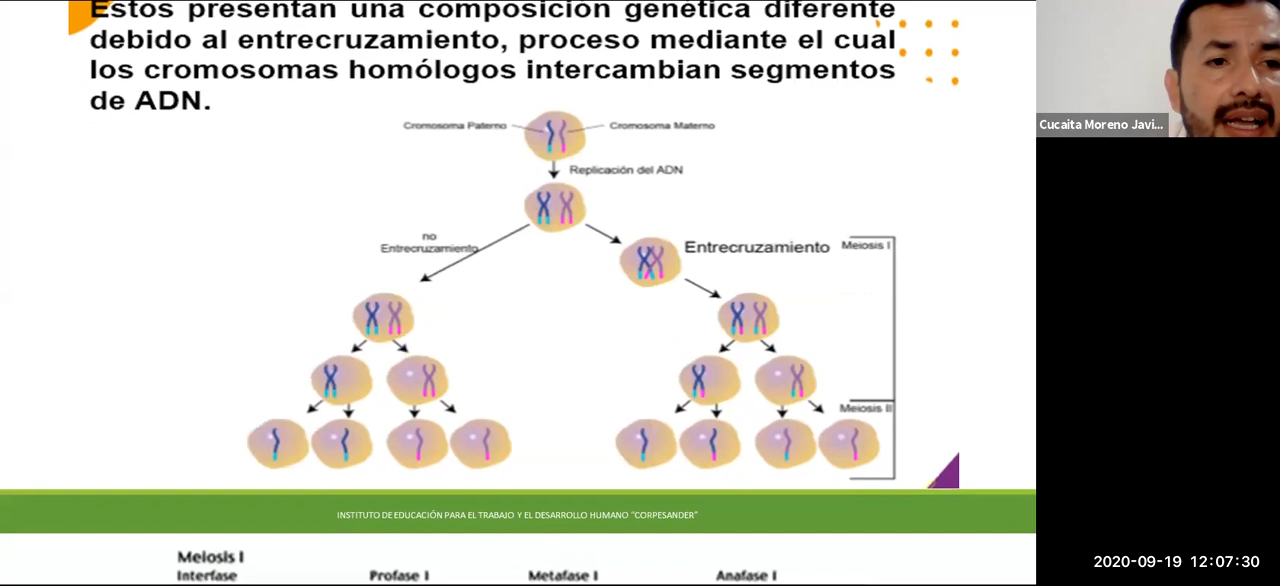 Estos presentan una composición genética diferente
debido al entrecruzamiento, proceso mediante el cual
los cromosomas homólogos intercambian segmentos
de ADN.
Cromosoma Paterno
Cromosoma Materno
Replicación del ADN
no
Entrecruzamiento
Entrecruzamiento
Meiosis I
Meiosis II
INSTITUTO DE EDUCACIÓN PARA EL TRABAJO Y EL DESARROLLO HUMANO "CORPESANDER"
Meiosis I
Interfase
Profase I
Metafase I
Anafase I
Cucaita Moreno Javi...
2020-09-19 12:07:30